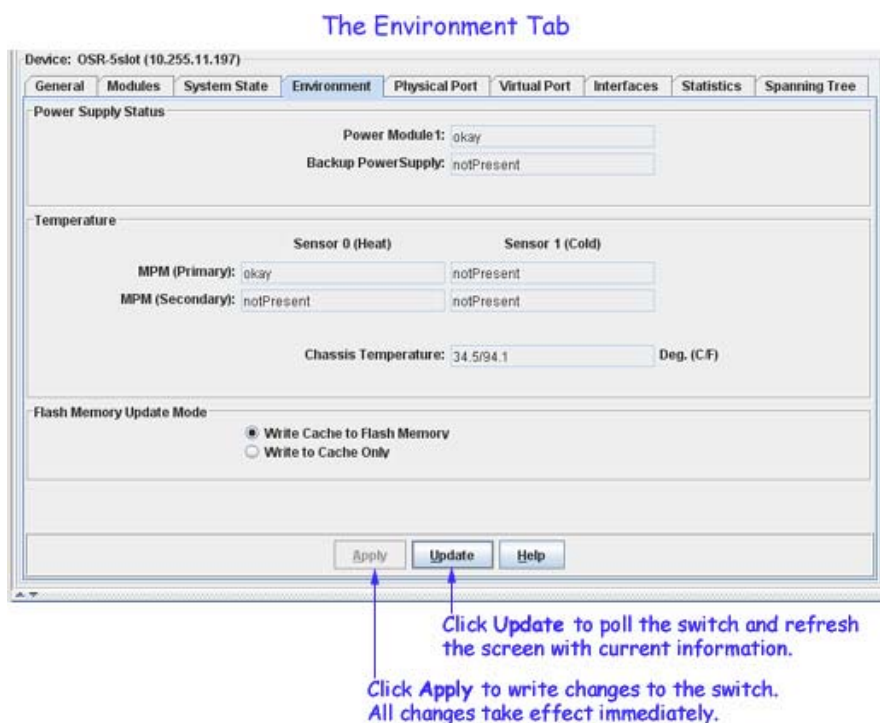 The Environment Tab
Device: OSR-5slot (10.255.11.197)
General Modules System State Environment Physical Port Virtual Port Interfaces Statistics Spanning Tree
Power Supply Status
Power Module1: okay
Backup PowerSupply: notPresent
Temperature
Sensor 0 (Heat) Sensor 1 (Cold)
MPM (Primary): okay notPresent
MPM (Secondary): notPresent notPresent
Chassis Temperature: 34.5/94.1 Deg. (C/F)
Flash Memory Update Mode
Write Cache to Flash Memory
Write to Cache Only
Apply Update Help
Click Update to poll the switch and refresh
the screen with current information.
Click Apply to write changes to the switch.
All changes take effect immediately.